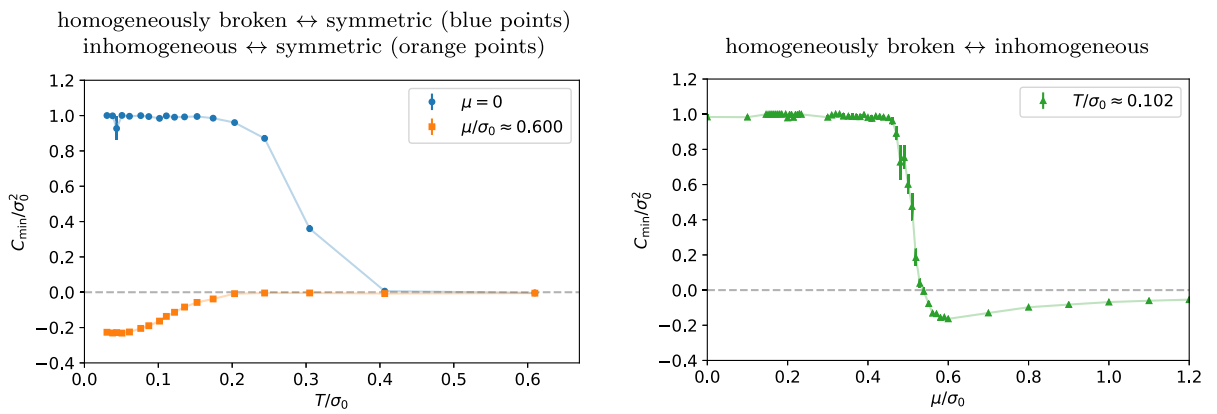 homogeneously broken ↔ symmetric (blue points)
inhomogeneous ↔ symmetric (orange points)
1.2
1.0
0.8
0.6
0.4
0.2
0.0
−0.2
−0.4
C_min/σ_0^2
μ = 0
μ/σ_0 ≈ 0.600
0.0 0.1 0.2 0.3 0.4 0.5 0.6
T/σ_0
homogeneously broken ↔ inhomogeneous
1.2
1.0
0.8
0.6
0.4
0.2
0.0
−0.2
−0.4
C_min/σ_0^2
T/σ_0 ≈ 0.102
0.0 0.2 0.4 0.6 0.8 1.0 1.2
μ/σ_0